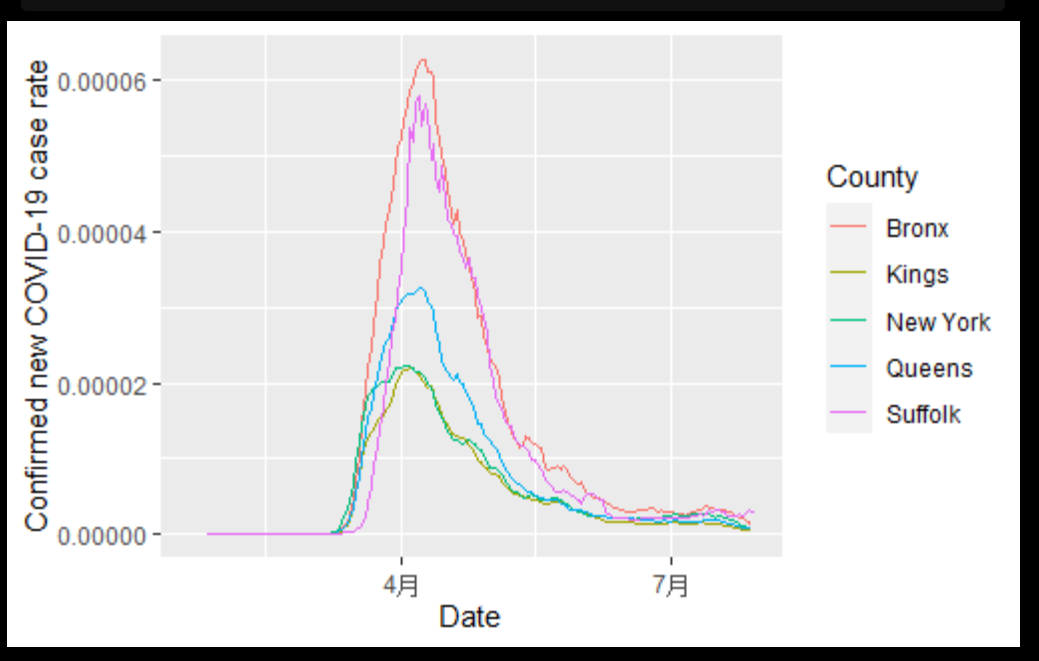 Confirmed new COVID-19 case rate
0.00006
0.00004
0.00002
0.00000
4月
7月
Date
County
Bronx
Kings
New York
Queens
Suffolk